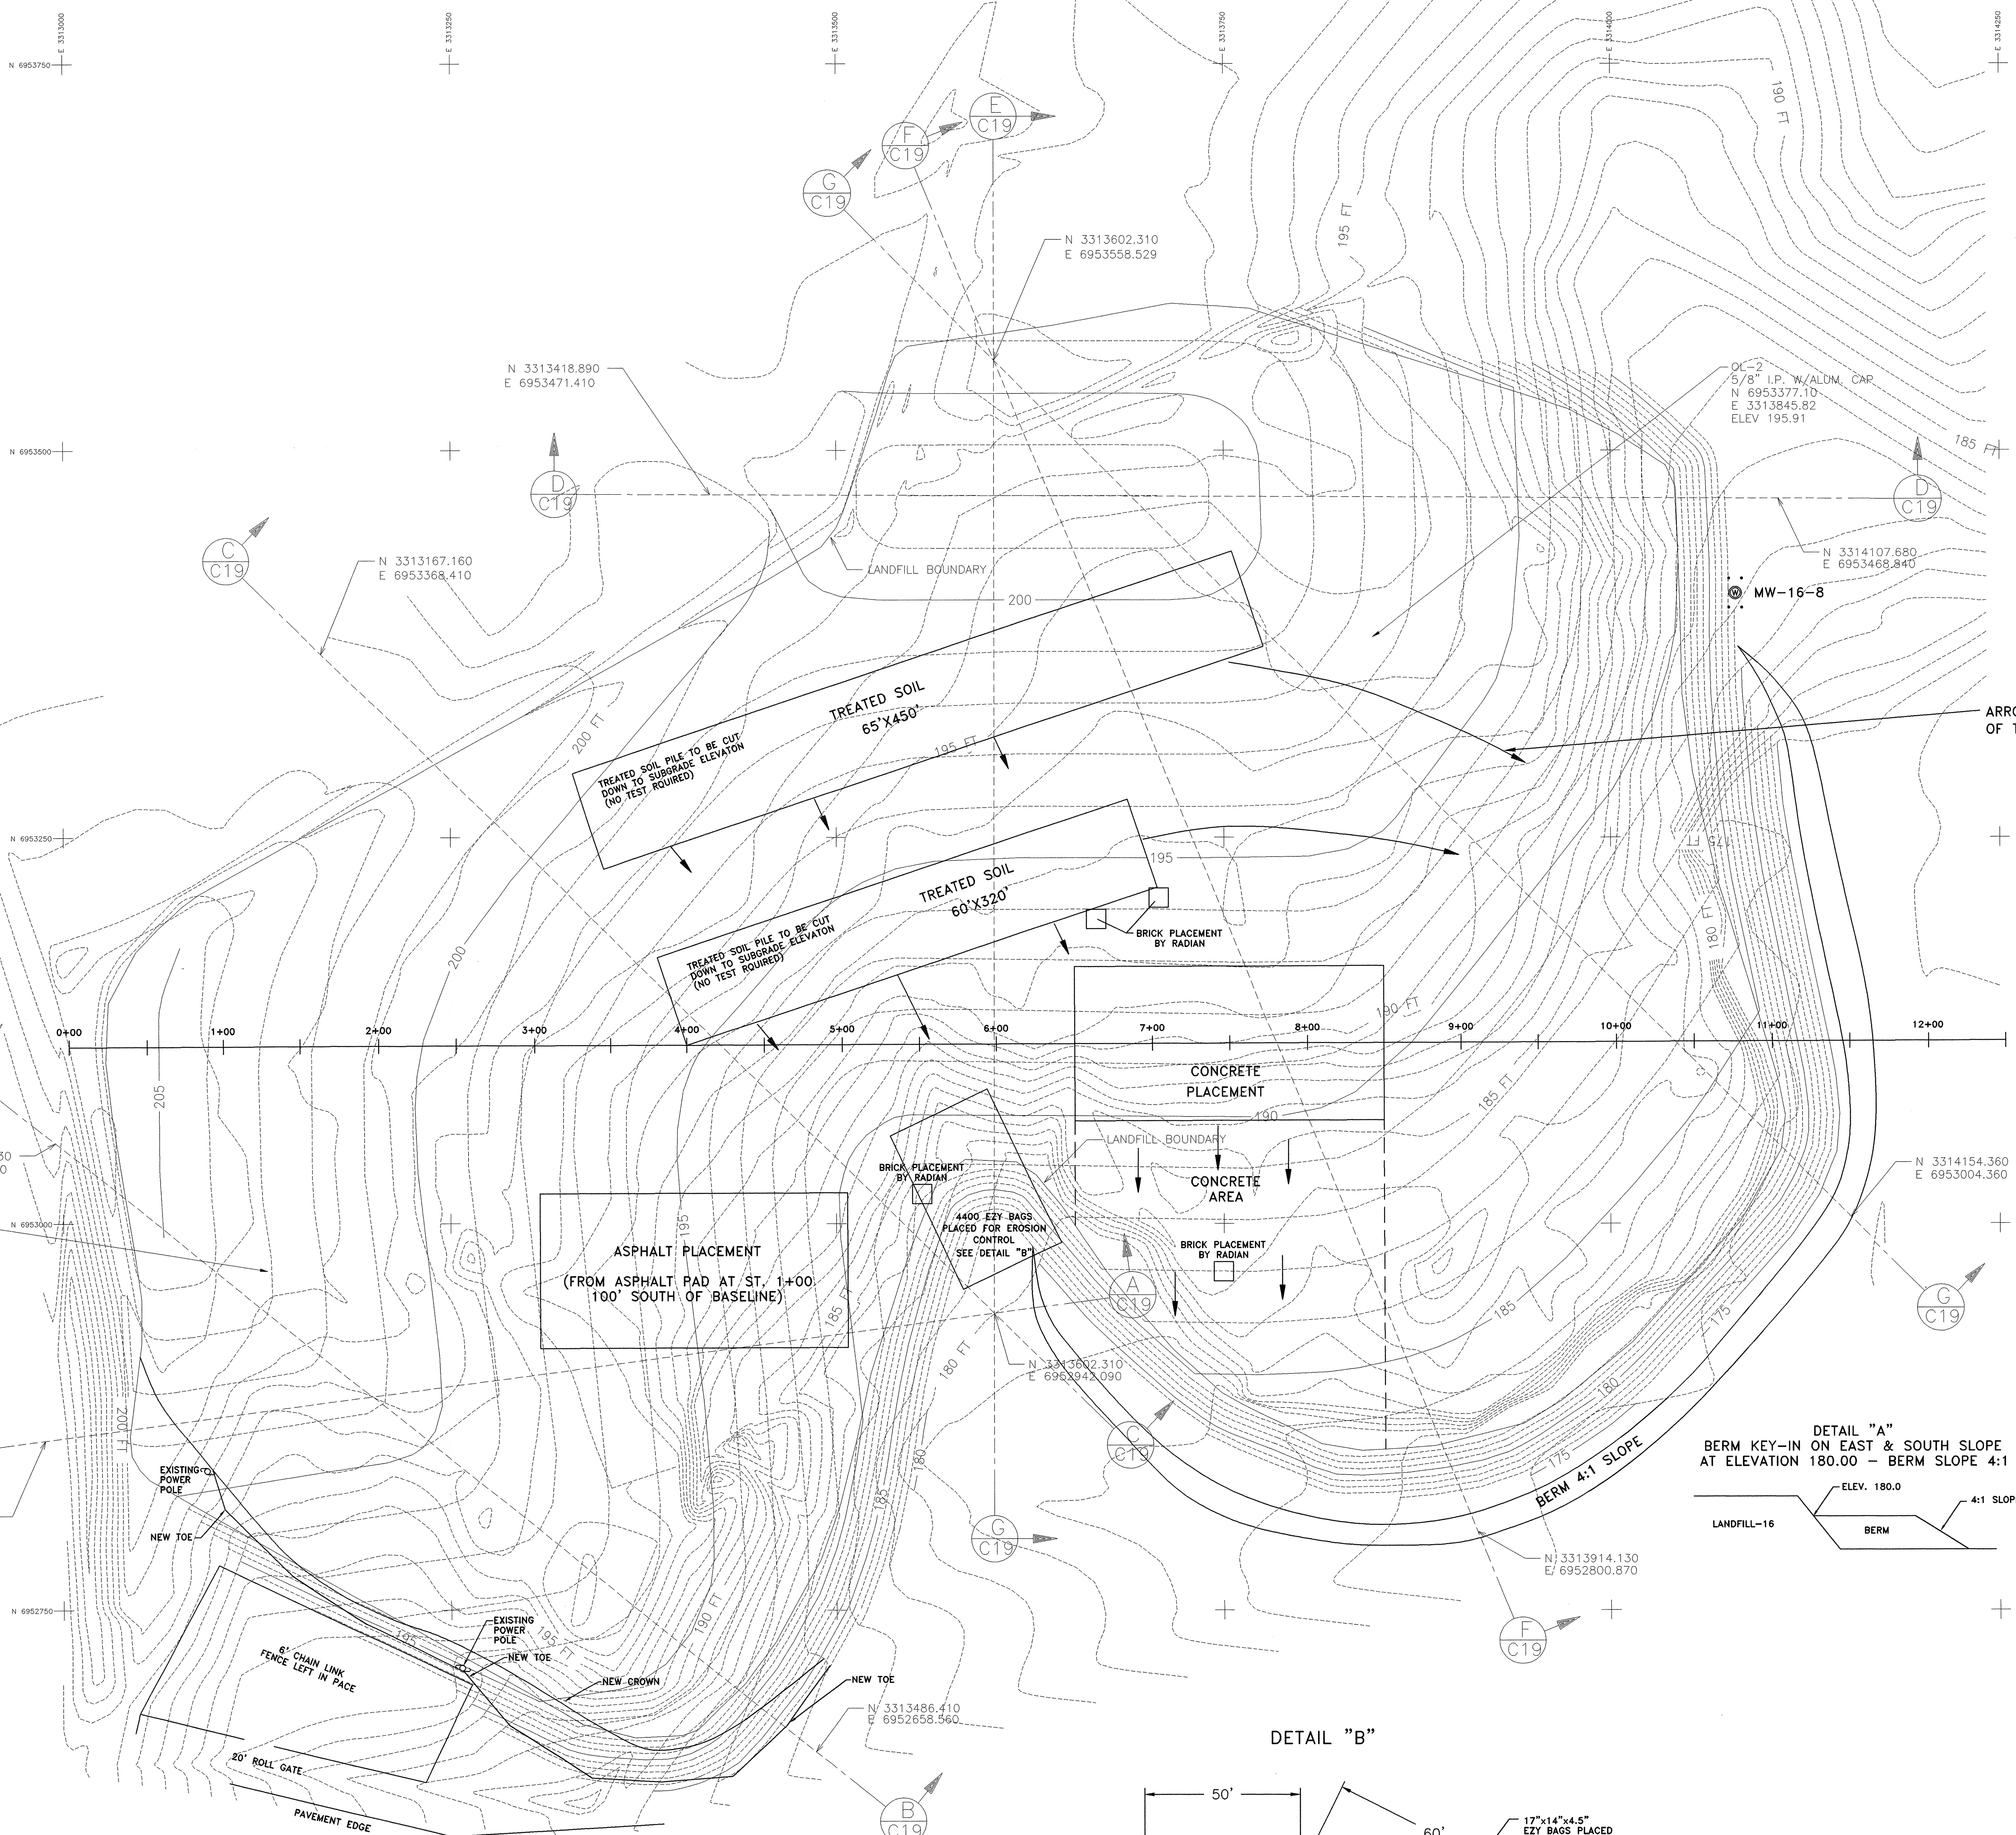 E 3313000
E 3313250
E 3313500
E 3313750
E 3314000
E 3314250
N 6953750
190 FT
E
C19
F
C19
G
C19
195 FT
N 3313602.310
E 6953558.529
N 3313418.890
E 6953471.410
QL-2
5/8" I.P. W/ALUM. CAP
N 6953377.10
E 3313845.82
ELEV 195.91
N 6953500
185 FT
D
C19
D
C19
C
C19
N 3313167.160
E 6953368.410
LANDFILL BOUNDARY
N 3314107.680
E 6953468.840
W
MW-16-8
200
TREATED SOIL
65'X450'
200 FT
195 FT
TREATED SOIL PILE TO BE CUT
DOWN TO SUBGRADE ELEVATON
(NO TEST RQUIRED)
ARRO
OF T
N 6953250
175 FT
195
TREATED SOIL
60'X320'
TREATED SOIL PILE TO BE CUT
DOWN TO SUBGRADE ELEVATON
(NO TEST RQUIRED)
BRICK PLACEMENT
BY RADIAN
180 FT
200
190 FT
0+00
1+00
2+00
3+00
4+00
5+00
6+00
7+00
8+00
9+00
10+00
11+00
12+00
205
CONCRETE
PLACEMENT
185 FT
190
LANDFILL BOUNDARY
30
0
BRICK PLACEMENT
BY RADIAN
CONCRETE
AREA
N 3314154.360
E 6953004.360
N 6953000
195
4400 EZY BAGS
PLACED FOR EROSION
CONTROL
SEE DETAIL "B"
ASPHALT PLACEMENT
(FROM ASPHALT PAD AT ST. 1+00
100' SOUTH OF BASELINE)
BRICK PLACEMENT
BY RADIAN
A
C19
185 FT
185
175
G
C19
180 FT
N 3313602.310
E 6952942.090
180
200 FT
C
C19
DETAIL "A"
BERM KEY-IN ON EAST & SOUTH SLOPE
AT ELEVATION 180.00 - BERM SLOPE 4:1
EXISTING
POWER
POLE
180
175
BERM 4:1 SLOPE
ELEV. 180.0
4:1 SLOP
LANDFILL-16
BERM
185
NEW TOE
G
C19
N 3313914.130
E 6952800.870
N 6952750
190 FT
195
EXISTING
POWER
POLE
195 FT
NEW TOE
F
C19
6' CHAIN LINK
FENCE LEFT IN PACE
NEW CROWN
NEW TOE
N 3313486.410
E 6952658.560
DETAIL "B"
20' ROLL GATE
PAVEMENT EDGE
B
C19
50'
60'
17"x14"x4.5"
EZY BAGS PLACED